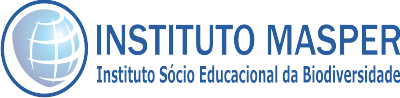 INSTITUTO MASPER
Instituto Sócio Educacional da Biodiversidade